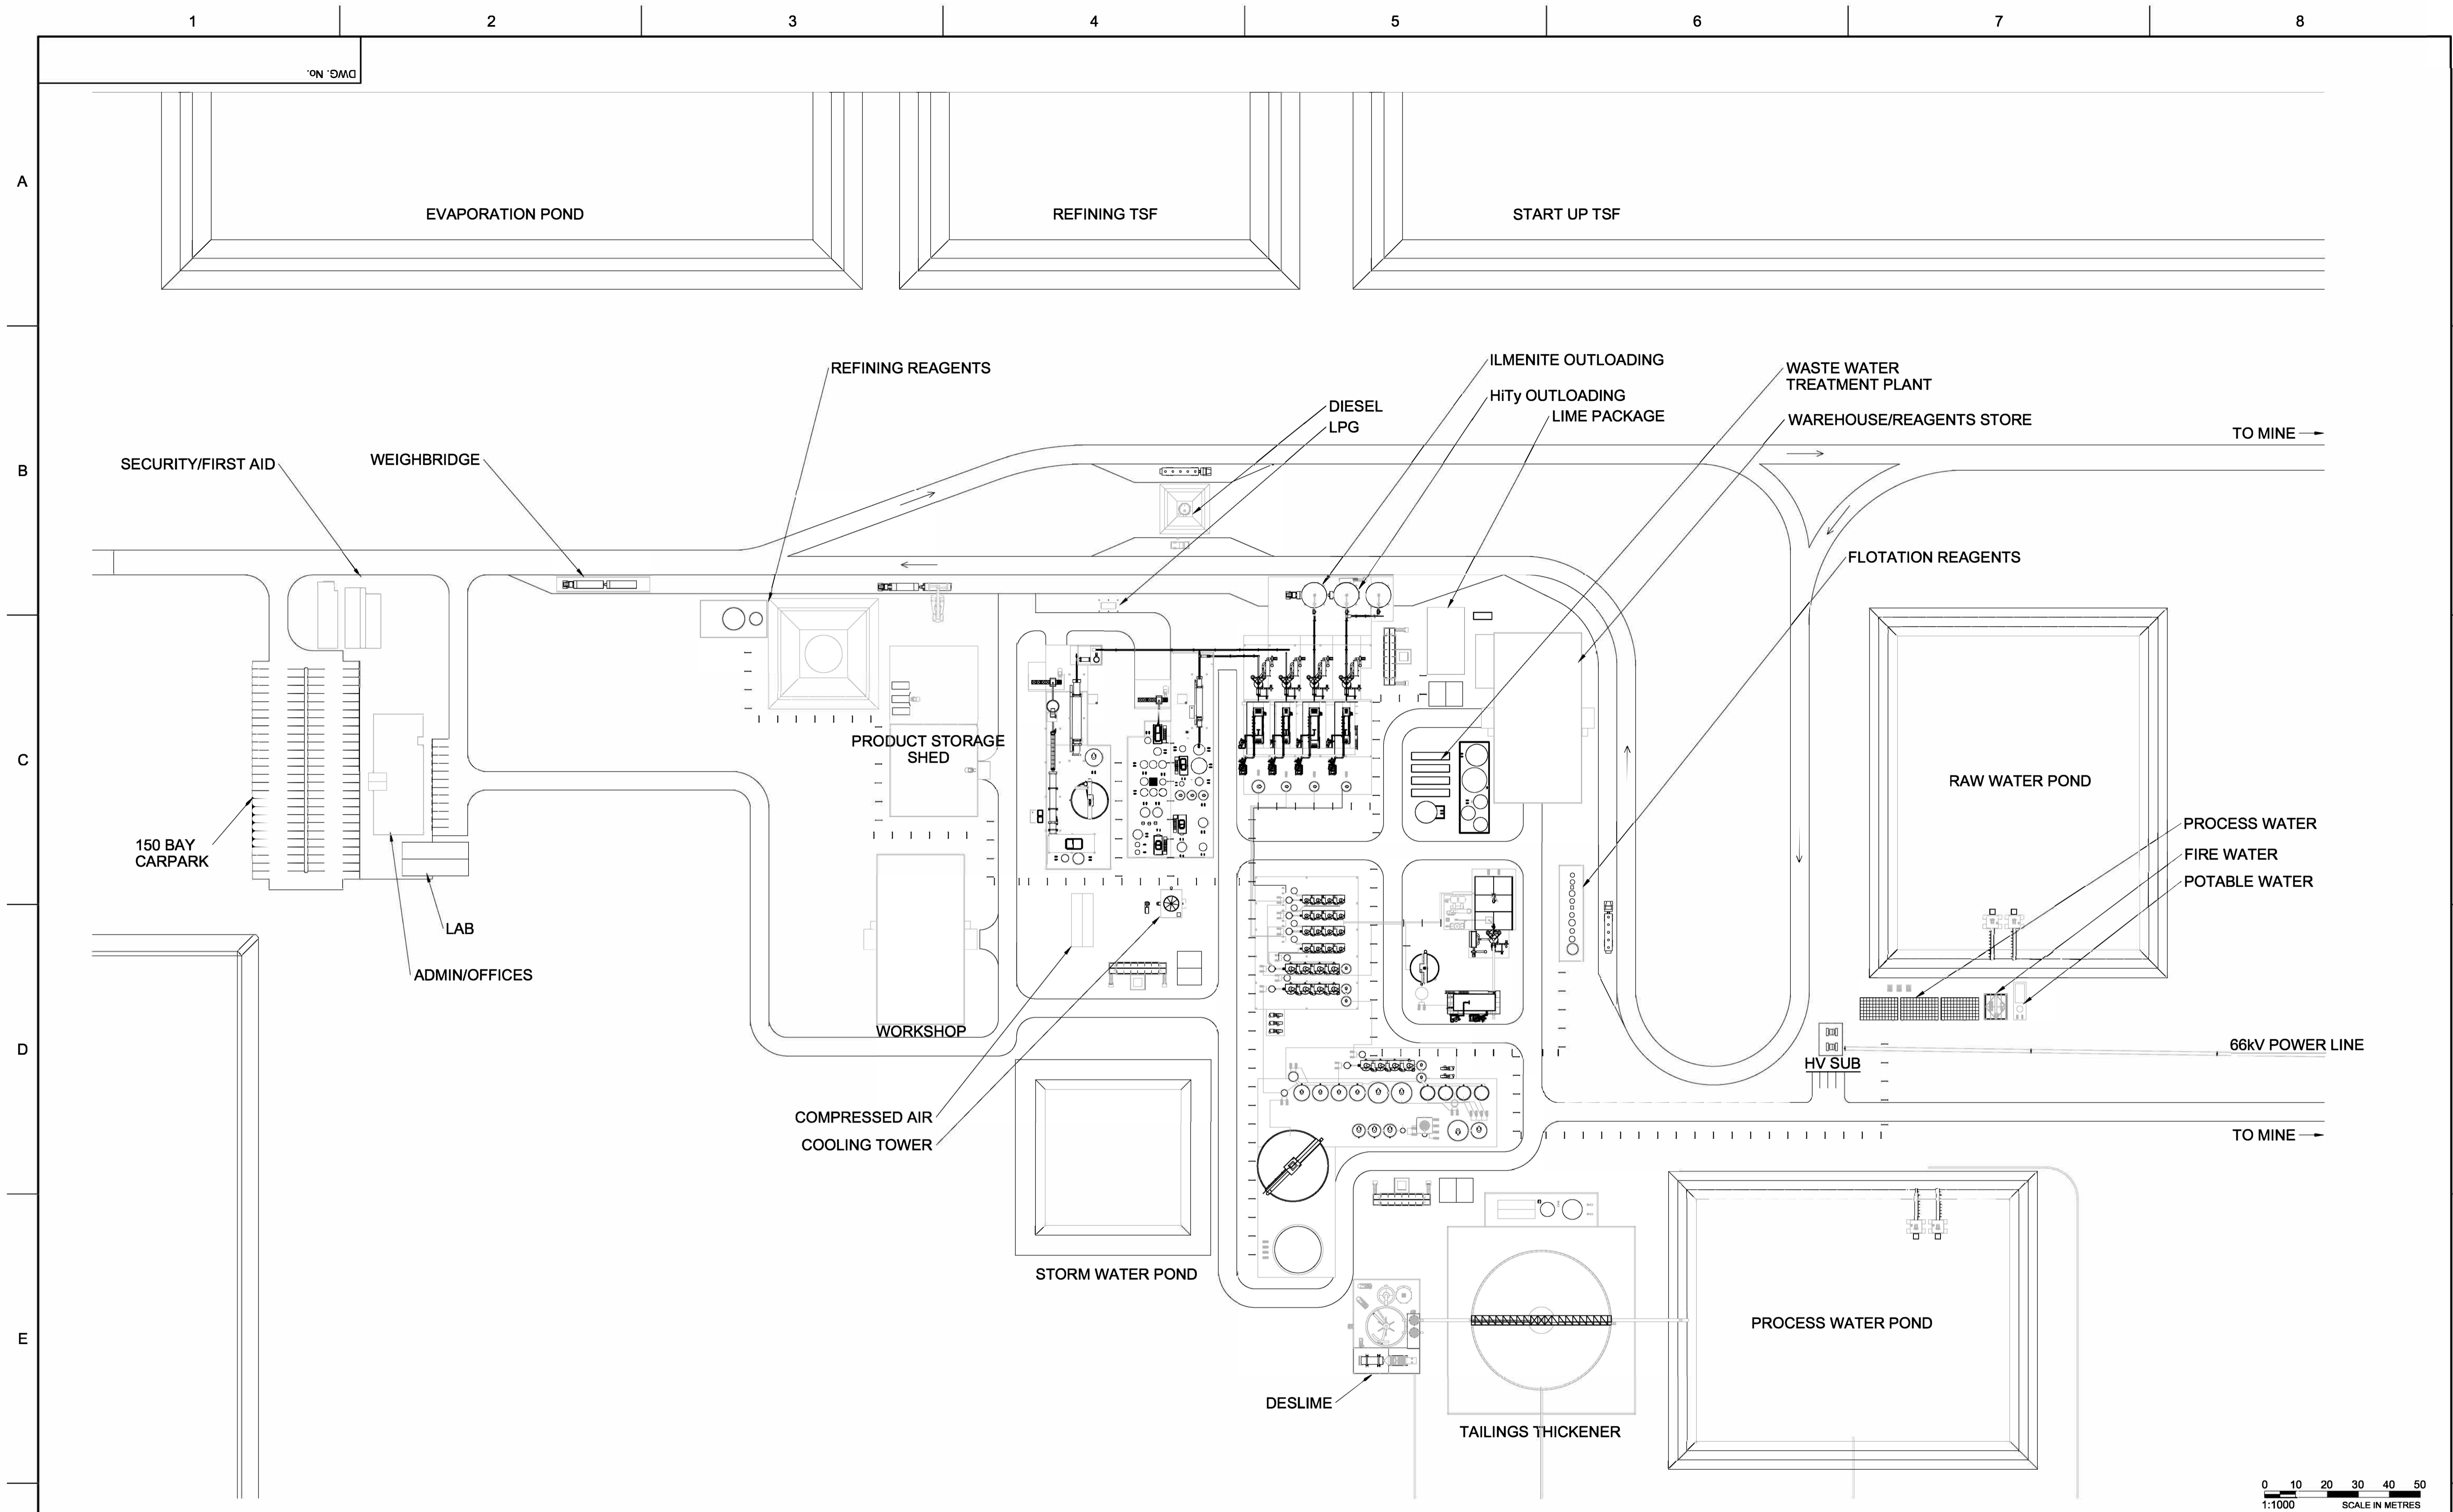 1 2 3 4 5 6 7 8
DWG. No.
A
EVAPORATION POND
REFINING TSF
START UP TSF
B
SECURITY/FIRST AID
WEIGHBRIDGE
REFINING REAGENTS
DIESEL
LPG
ILMENITE OUTLOADING
HiTy OUTLOADING
LIME PACKAGE
WASTE WATER
TREATMENT PLANT
WAREHOUSE/REAGENTS STORE
TO MINE
FLOTATION REAGENTS
C
PRODUCT STORAGE
SHED
RAW WATER POND
150 BAY
CARPARK
PROCESS WATER
FIRE WATER
POTABLE WATER
LAB
ADMIN/OFFICES
D
WORKSHOP
66kV POWER LINE
HV SUB
COMPRESSED AIR
COOLING TOWER
TO MINE
STORM WATER POND
E
PROCESS WATER POND
DESLIME
TAILINGS THICKENER
0 10 20 30 40 50
1:1000 SCALE IN METRES